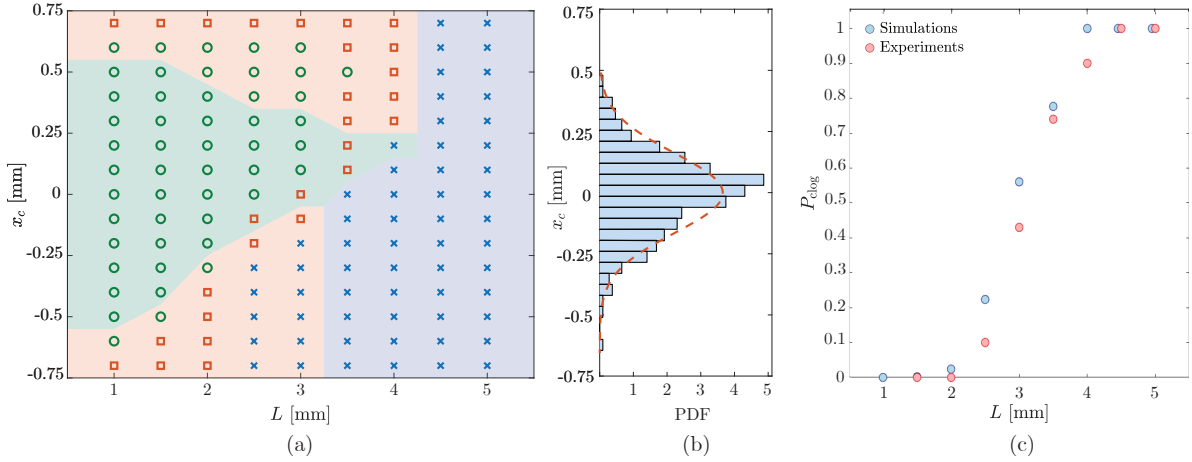 0.75
0.5
0.25
0
-0.25
-0.5
-0.75
x_c [mm]
1 2 3 4 5
L [mm]
(a)
0.75
0.5
0.25
0
-0.25
-0.5
-0.75
x_c [mm]
1 2 3 4 5
PDF
(b)
Simulations
Experiments
1
0.9
0.8
0.7
0.6
0.5
0.4
0.3
0.2
0.1
0
P_clog
1 2 3 4 5
L [mm]
(c)